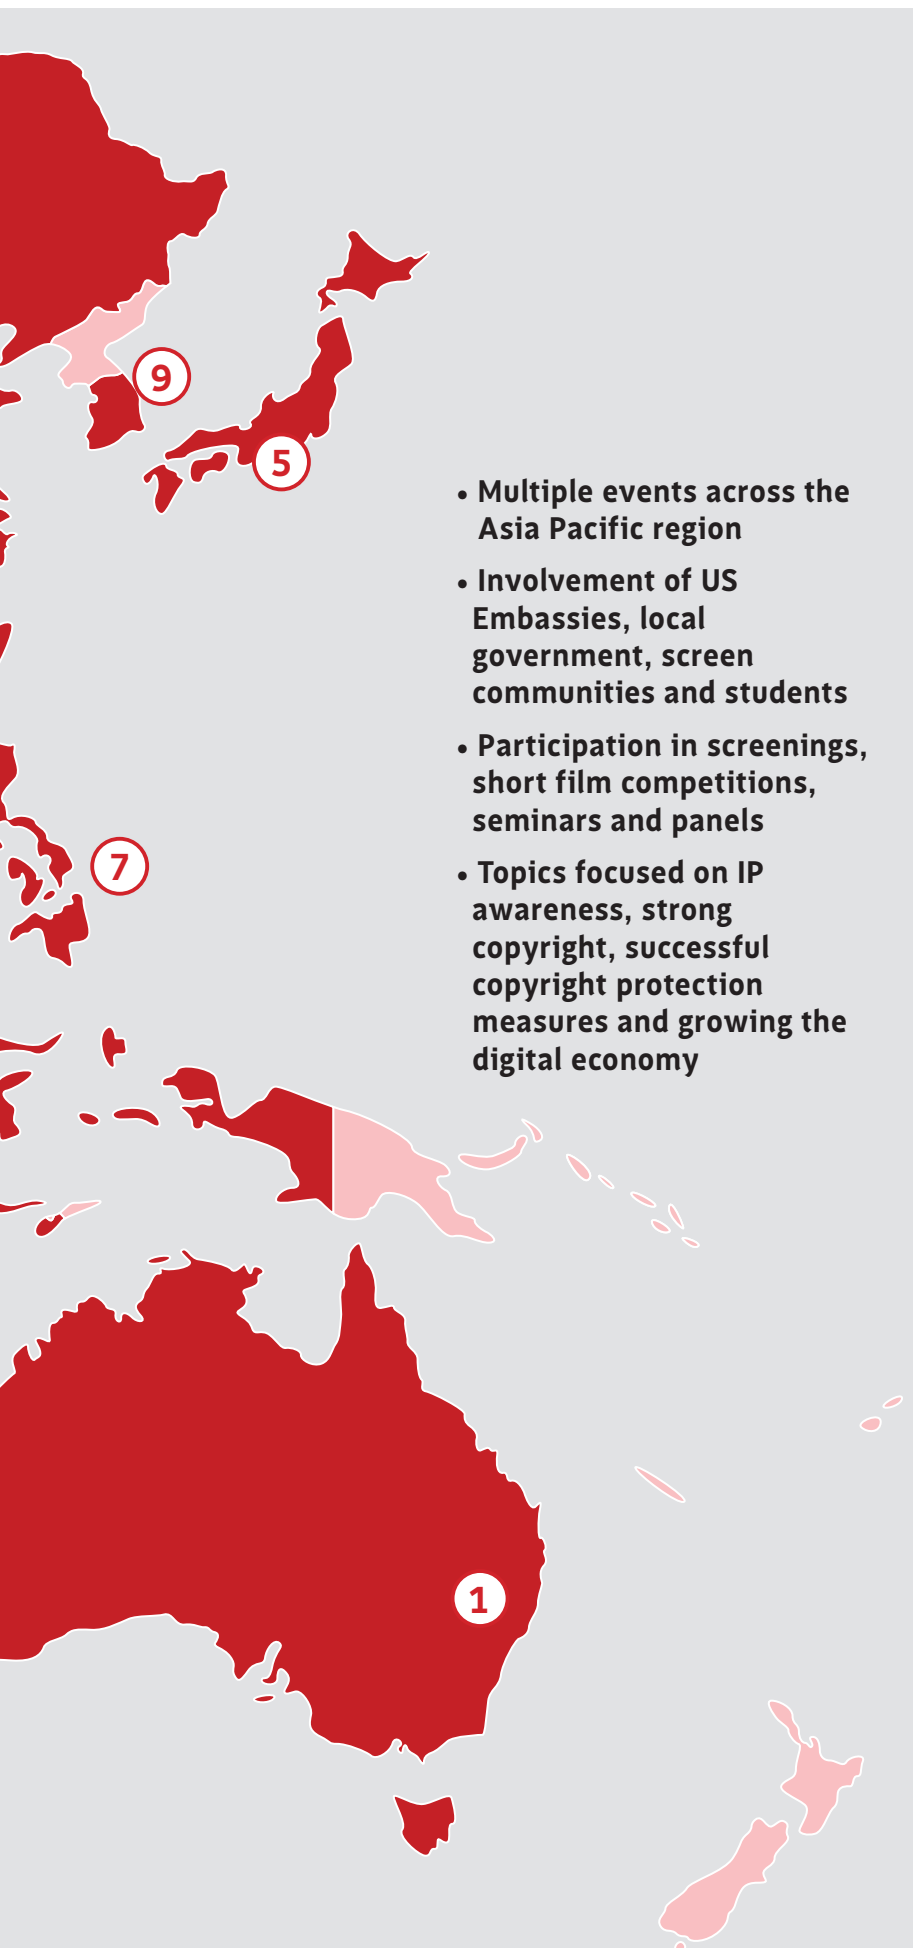 9
5
• Multiple events across the
Asia Pacific region
• Involvement of US
Embassies, local
government, screen
communities and students
• Participation in screenings,
short film competitions,
seminars and panels
7
• Topics focused on IP
awareness, strong
copyright, successful
copyright protection
measures and growing the
digital economy
1